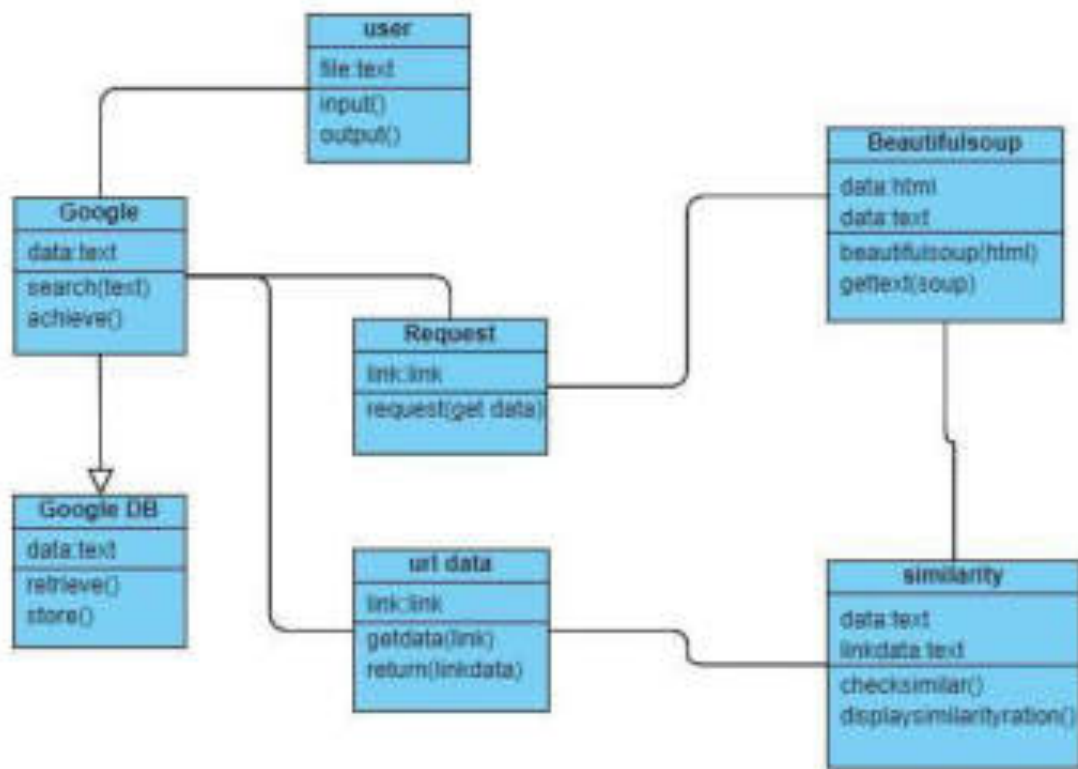 user
file:text
input()
output()
Google
data:text
search(text)
achieve()
Google DB
data:text
retrieve()
store()
Request
link:link
request(get data)
url data
link:link
getdata(link)
return(linkdata)
Beautifulsoup
data:html
data:text
beautifulsoup(html)
gettext(soup)
similarity
data:text
linkdata:text
checksimilar()
displaysimilarityration()